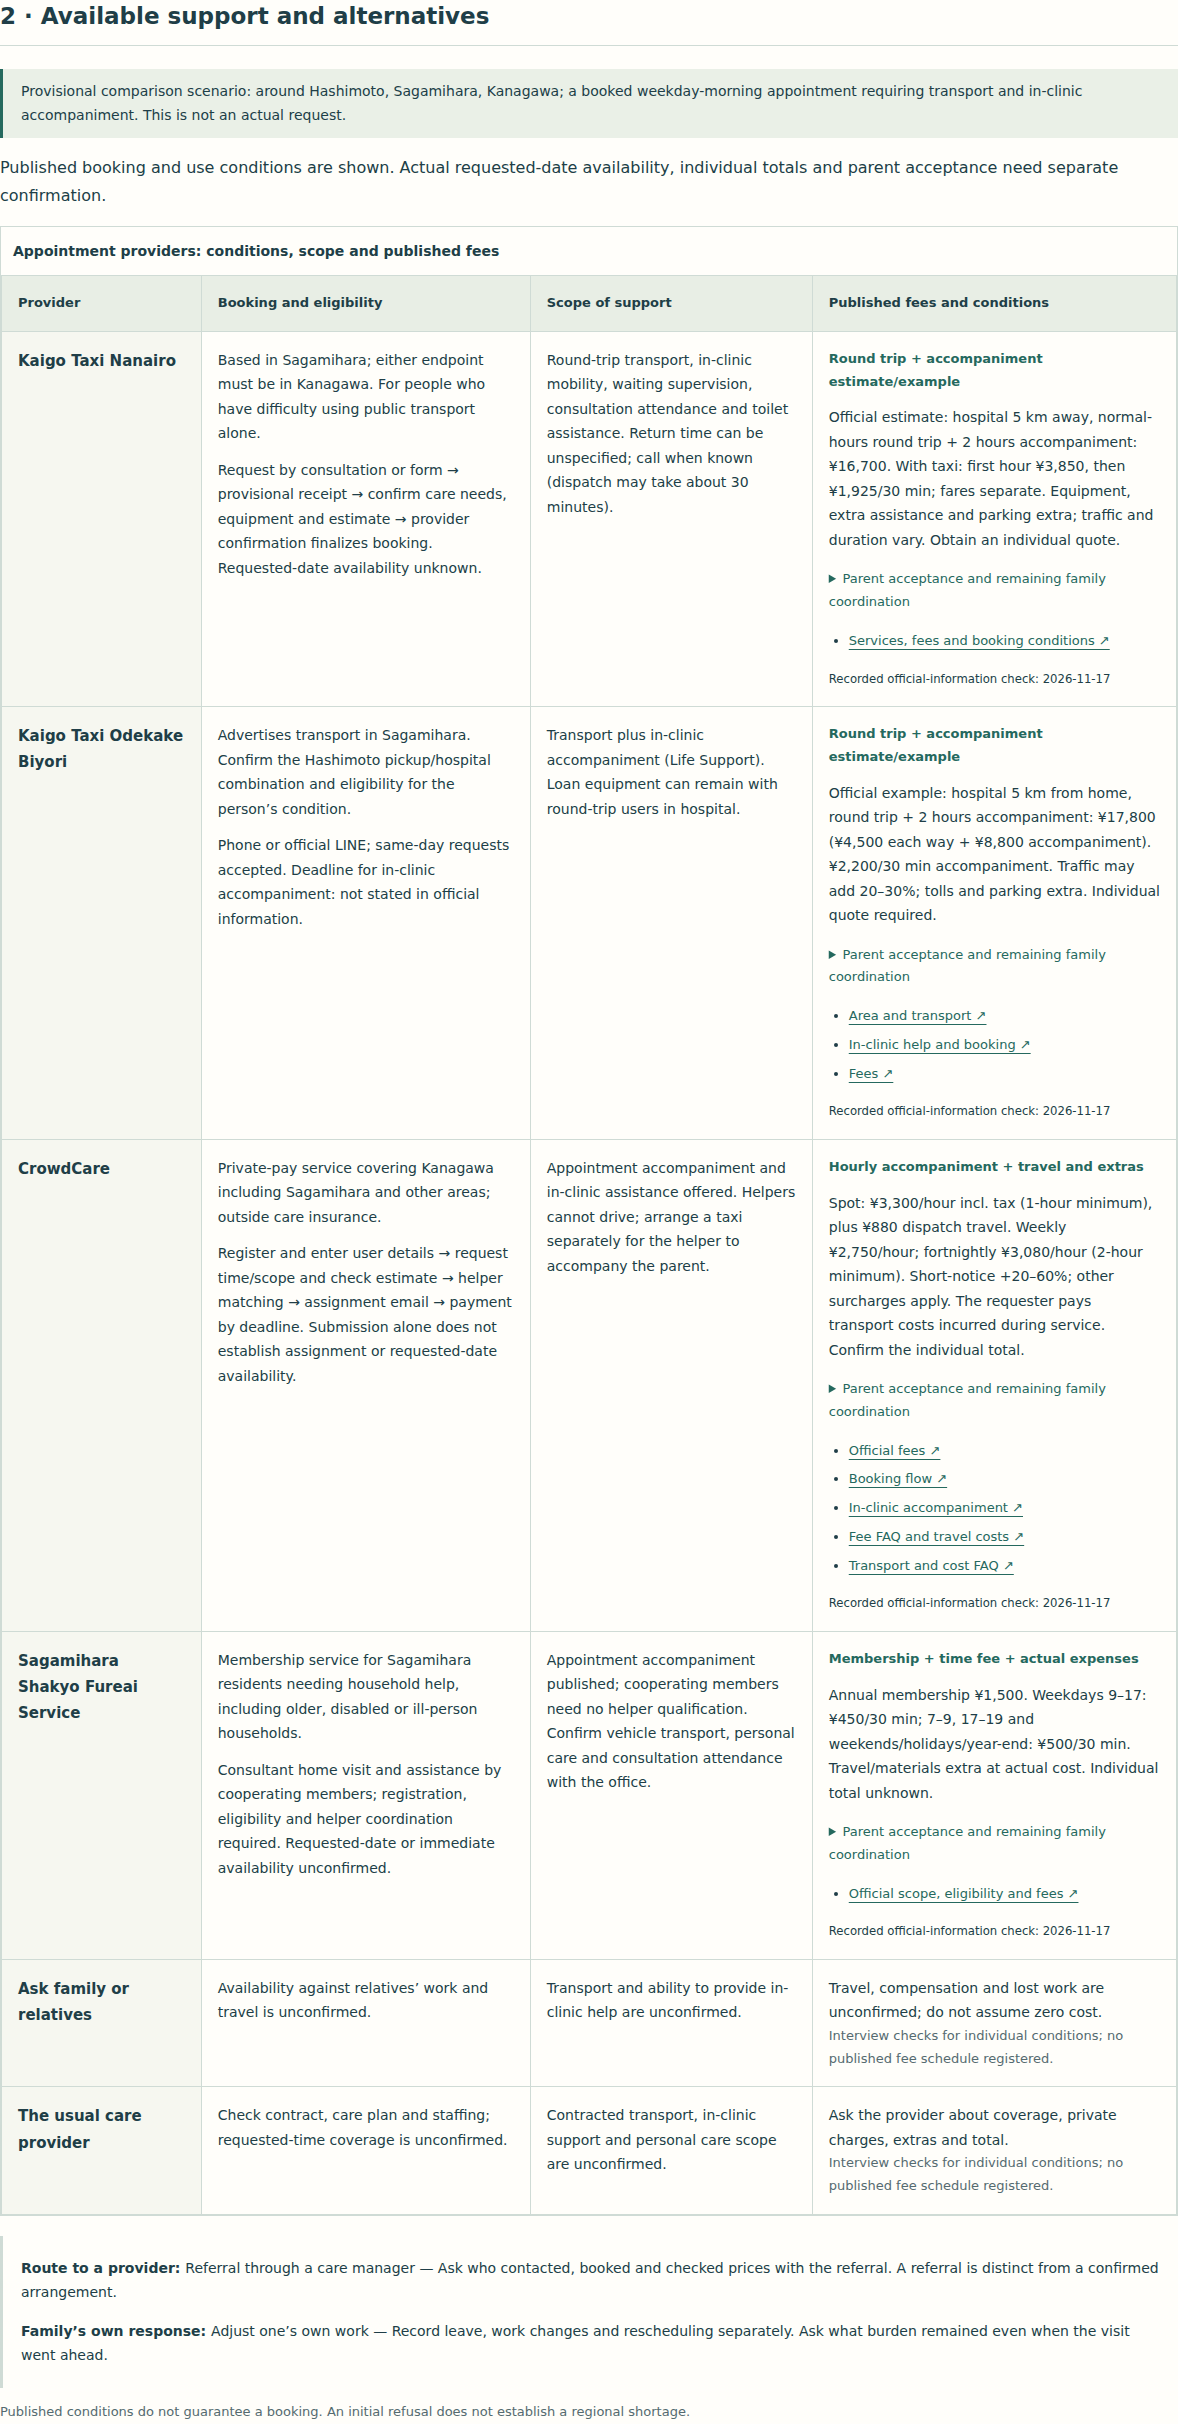 2 · Available support and alternatives
Provisional comparison scenario: around Hashimoto, Sagamihara, Kanagawa; a booked weekday-morning appointment requiring transport and in-clinic
accompaniment. This is not an actual request.
Published booking and use conditions are shown. Actual requested-date availability, individual totals and parent acceptance need separate
confirmation.
Appointment providers: conditions, scope and published fees
Provider
Booking and eligibility
Scope of support
Published fees and conditions
Kaigo Taxi Nanairo
Based in Sagamihara; either endpoint
must be in Kanagawa. For people who
have difficulty using public transport
alone.
Request by consultation or form →
provisional receipt → confirm care needs,
equipment and estimate → provider
confirmation finalizes booking.
Requested-date availability unknown.
Round-trip transport, in-clinic
mobility, waiting supervision,
consultation attendance and toilet
assistance. Return time can be
unspecified; call when known
(dispatch may take about 30
minutes).
Round trip + accompaniment
estimate/example
Official estimate: hospital 5 km away, normal-
hours round trip + 2 hours accompaniment:
¥16,700. With taxi: first hour ¥3,850, then
¥1,925/30 min; fares separate. Equipment,
extra assistance and parking extra; traffic and
duration vary. Obtain an individual quote.
▶ Parent acceptance and remaining family
coordination
• Services, fees and booking conditions ↗
Recorded official-information check: 2026-11-17
Kaigo Taxi Odekake
Biyori
Advertises transport in Sagamihara.
Confirm the Hashimoto pickup/hospital
combination and eligibility for the
person’s condition.
Phone or official LINE; same-day requests
accepted. Deadline for in-clinic
accompaniment: not stated in official
information.
Transport plus in-clinic
accompaniment (Life Support).
Loan equipment can remain with
round-trip users in hospital.
Round trip + accompaniment
estimate/example
Official example: hospital 5 km from home,
round trip + 2 hours accompaniment: ¥17,800
(¥4,500 each way + ¥8,800 accompaniment).
¥2,200/30 min accompaniment. Traffic may
add 20–30%; tolls and parking extra. Individual
quote required.
▶ Parent acceptance and remaining family
coordination
• Area and transport ↗
• In-clinic help and booking ↗
• Fees ↗
Recorded official-information check: 2026-11-17
CrowdCare
Private-pay service covering Kanagawa
including Sagamihara and other areas;
outside care insurance.
Register and enter user details → request
time/scope and check estimate → helper
matching → assignment email → payment
by deadline. Submission alone does not
establish assignment or requested-date
availability.
Appointment accompaniment and
in-clinic assistance offered. Helpers
cannot drive; arrange a taxi
separately for the helper to
accompany the parent.
Hourly accompaniment + travel and extras
Spot: ¥3,300/hour incl. tax (1-hour minimum),
plus ¥880 dispatch travel. Weekly
¥2,750/hour; fortnightly ¥3,080/hour (2-hour
minimum). Short-notice +20–60%; other
surcharges apply. The requester pays
transport costs incurred during service.
Confirm the individual total.
▶ Parent acceptance and remaining family
coordination
• Official fees ↗
• Booking flow ↗
• In-clinic accompaniment ↗
• Fee FAQ and travel costs ↗
• Transport and cost FAQ ↗
Recorded official-information check: 2026-11-17
Sagamihara
Shakyo Fureai
Service
Membership service for Sagamihara
residents needing household help,
including older, disabled or ill-person
households.
Consultant home visit and assistance by
cooperating members; registration,
eligibility and helper coordination
required. Requested-date or immediate
availability unconfirmed.
Appointment accompaniment
published; cooperating members
need no helper qualification.
Confirm vehicle transport, personal
care and consultation attendance
with the office.
Membership + time fee + actual expenses
Annual membership ¥1,500. Weekdays 9–17:
¥450/30 min; 7–9, 17–19 and
weekends/holidays/year-end: ¥500/30 min.
Travel/materials extra at actual cost. Individual
total unknown.
▶ Parent acceptance and remaining family
coordination
• Official scope, eligibility and fees ↗
Recorded official-information check: 2026-11-17
Ask family or
relatives
Availability against relatives’ work and
travel is unconfirmed.
Transport and ability to provide in-
clinic help are unconfirmed.
Travel, compensation and lost work are
unconfirmed; do not assume zero cost.
Interview checks for individual conditions; no
published fee schedule registered.
The usual care
provider
Check contract, care plan and staffing;
requested-time coverage is unconfirmed.
Contracted transport, in-clinic
support and personal care scope
are unconfirmed.
Ask the provider about coverage, private
charges, extras and total.
Interview checks for individual conditions; no
published fee schedule registered.
Route to a provider: Referral through a care manager — Ask who contacted, booked and checked prices with the referral. A referral is distinct from a confirmed
arrangement.
Family’s own response: Adjust one’s own work — Record leave, work changes and rescheduling separately. Ask what burden remained even when the visit
went ahead.
Published conditions do not guarantee a booking. An initial refusal does not establish a regional shortage.